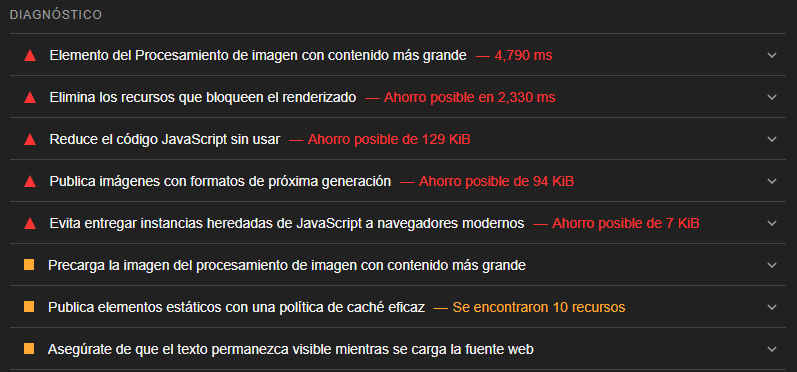 DIAGNÓSTICO
Elemento del Procesamiento de imagen con contenido más grande — 4,790 ms
Elimina los recursos que bloqueen el renderizado — Ahorro posible en 2,330 ms
Reduce el código JavaScript sin usar — Ahorro posible de 129 KiB
Publica imágenes con formatos de próxima generación — Ahorro posible de 94 KiB
Evita entregar instancias heredadas de JavaScript a navegadores modernos — Ahorro posible de 7 KiB
Precarga la imagen del procesamiento de imagen con contenido más grande
Publica elementos estáticos con una política de caché eficaz — Se encontraron 10 recursos
Asegúrate de que el texto permanezca visible mientras se carga la fuente web